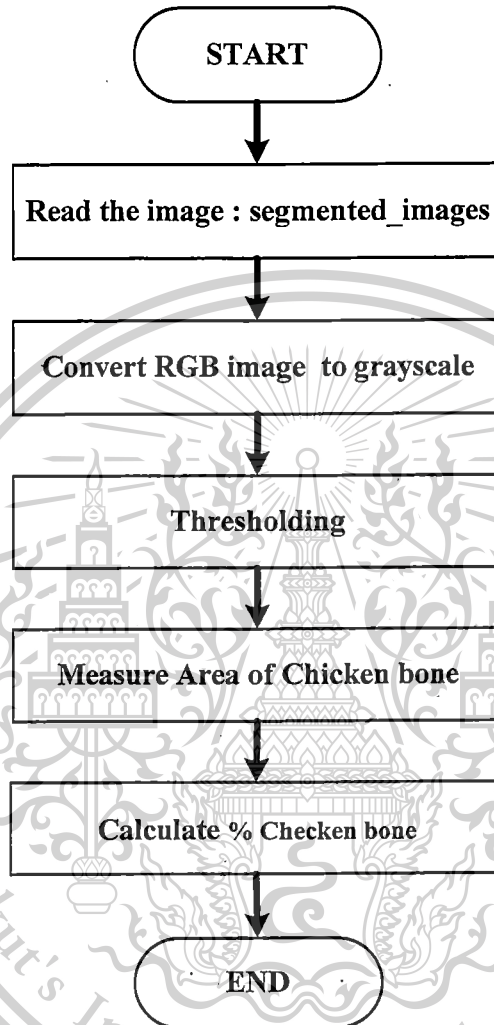 START
Read the image : segmented_images
Convert RGB image to grayscale
Thresholding
Measure Area of Chicken bone
Calculate % Checken bone
END
kut's I